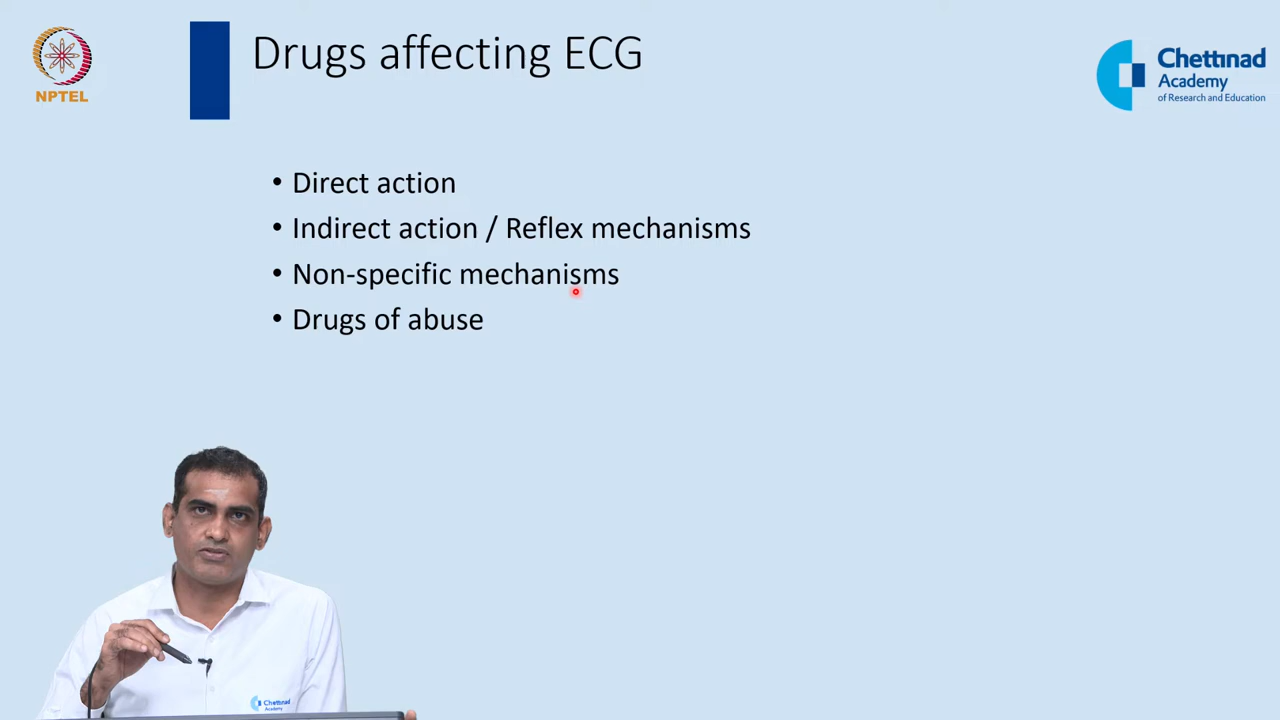 Drugs affecting ECG
NPTEL
Chettinad
Academy
of Research and Education
• Direct action
• Indirect action / Reflex mechanisms
• Non-specific mechanisms
• Drugs of abuse
Chettinad